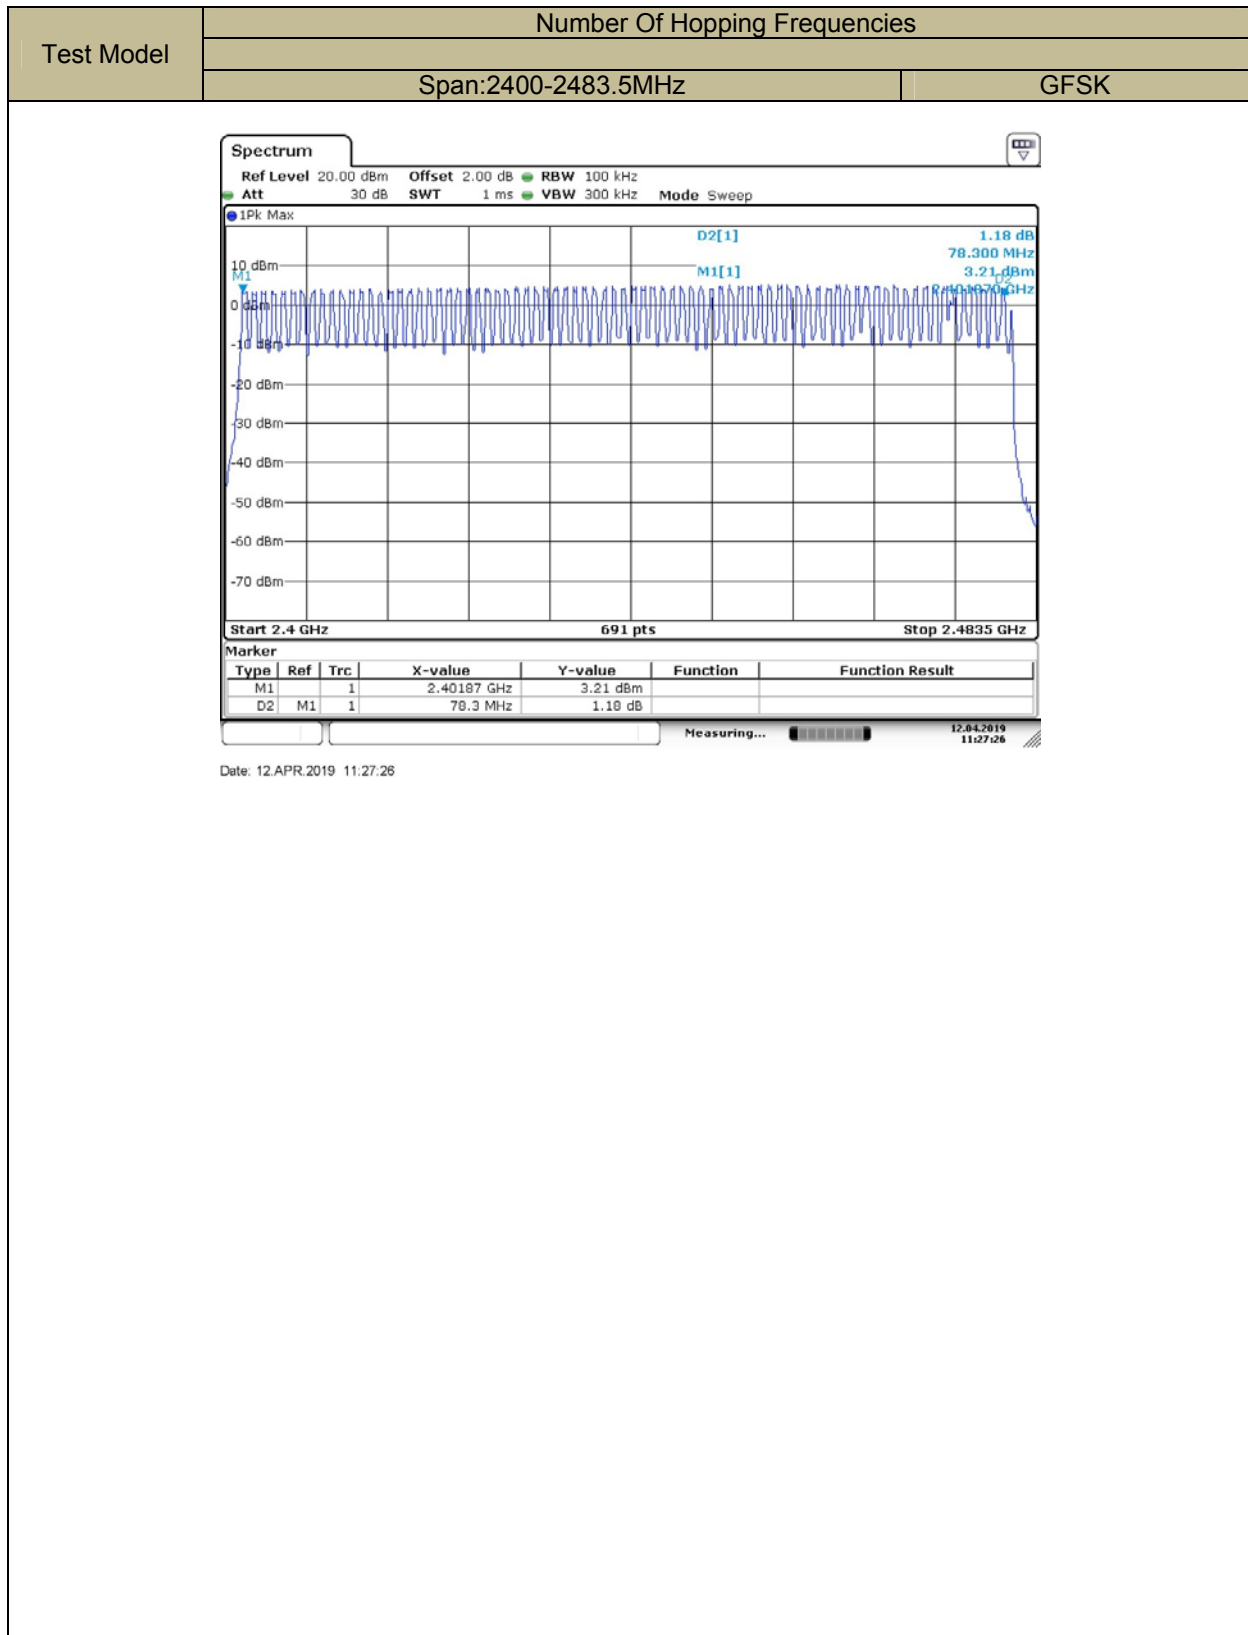 Test Model
Number Of Hopping Frequencies
Span:2400-2483.5MHz GFSK
Spectrum
Ref Level 20.00 dBm Offset 2.00 dB RBW 100 kHz
Att 30 dB SWT 1 ms VBW 300 kHz Mode Sweep
1Pk Max
D2[1] 1.18 dB
78.300 MHz
10 dBm
M1[1] 3.21 dBm
M1 D2
2.401870 GHz
0 dBm
-10 dBm
-20 dBm
-30 dBm
-40 dBm
-50 dBm
-60 dBm
-70 dBm
Start 2.4 GHz 691 pts Stop 2.4835 GHz
Marker
Type Ref Trc X-value Y-value Function Function Result
M1 1 2.40187 GHz 3.21 dBm
D2 M1 1 78.3 MHz 1.18 dB
Measuring... 12.04.2019
11:27:26
Date: 12.APR.2019 11:27:26